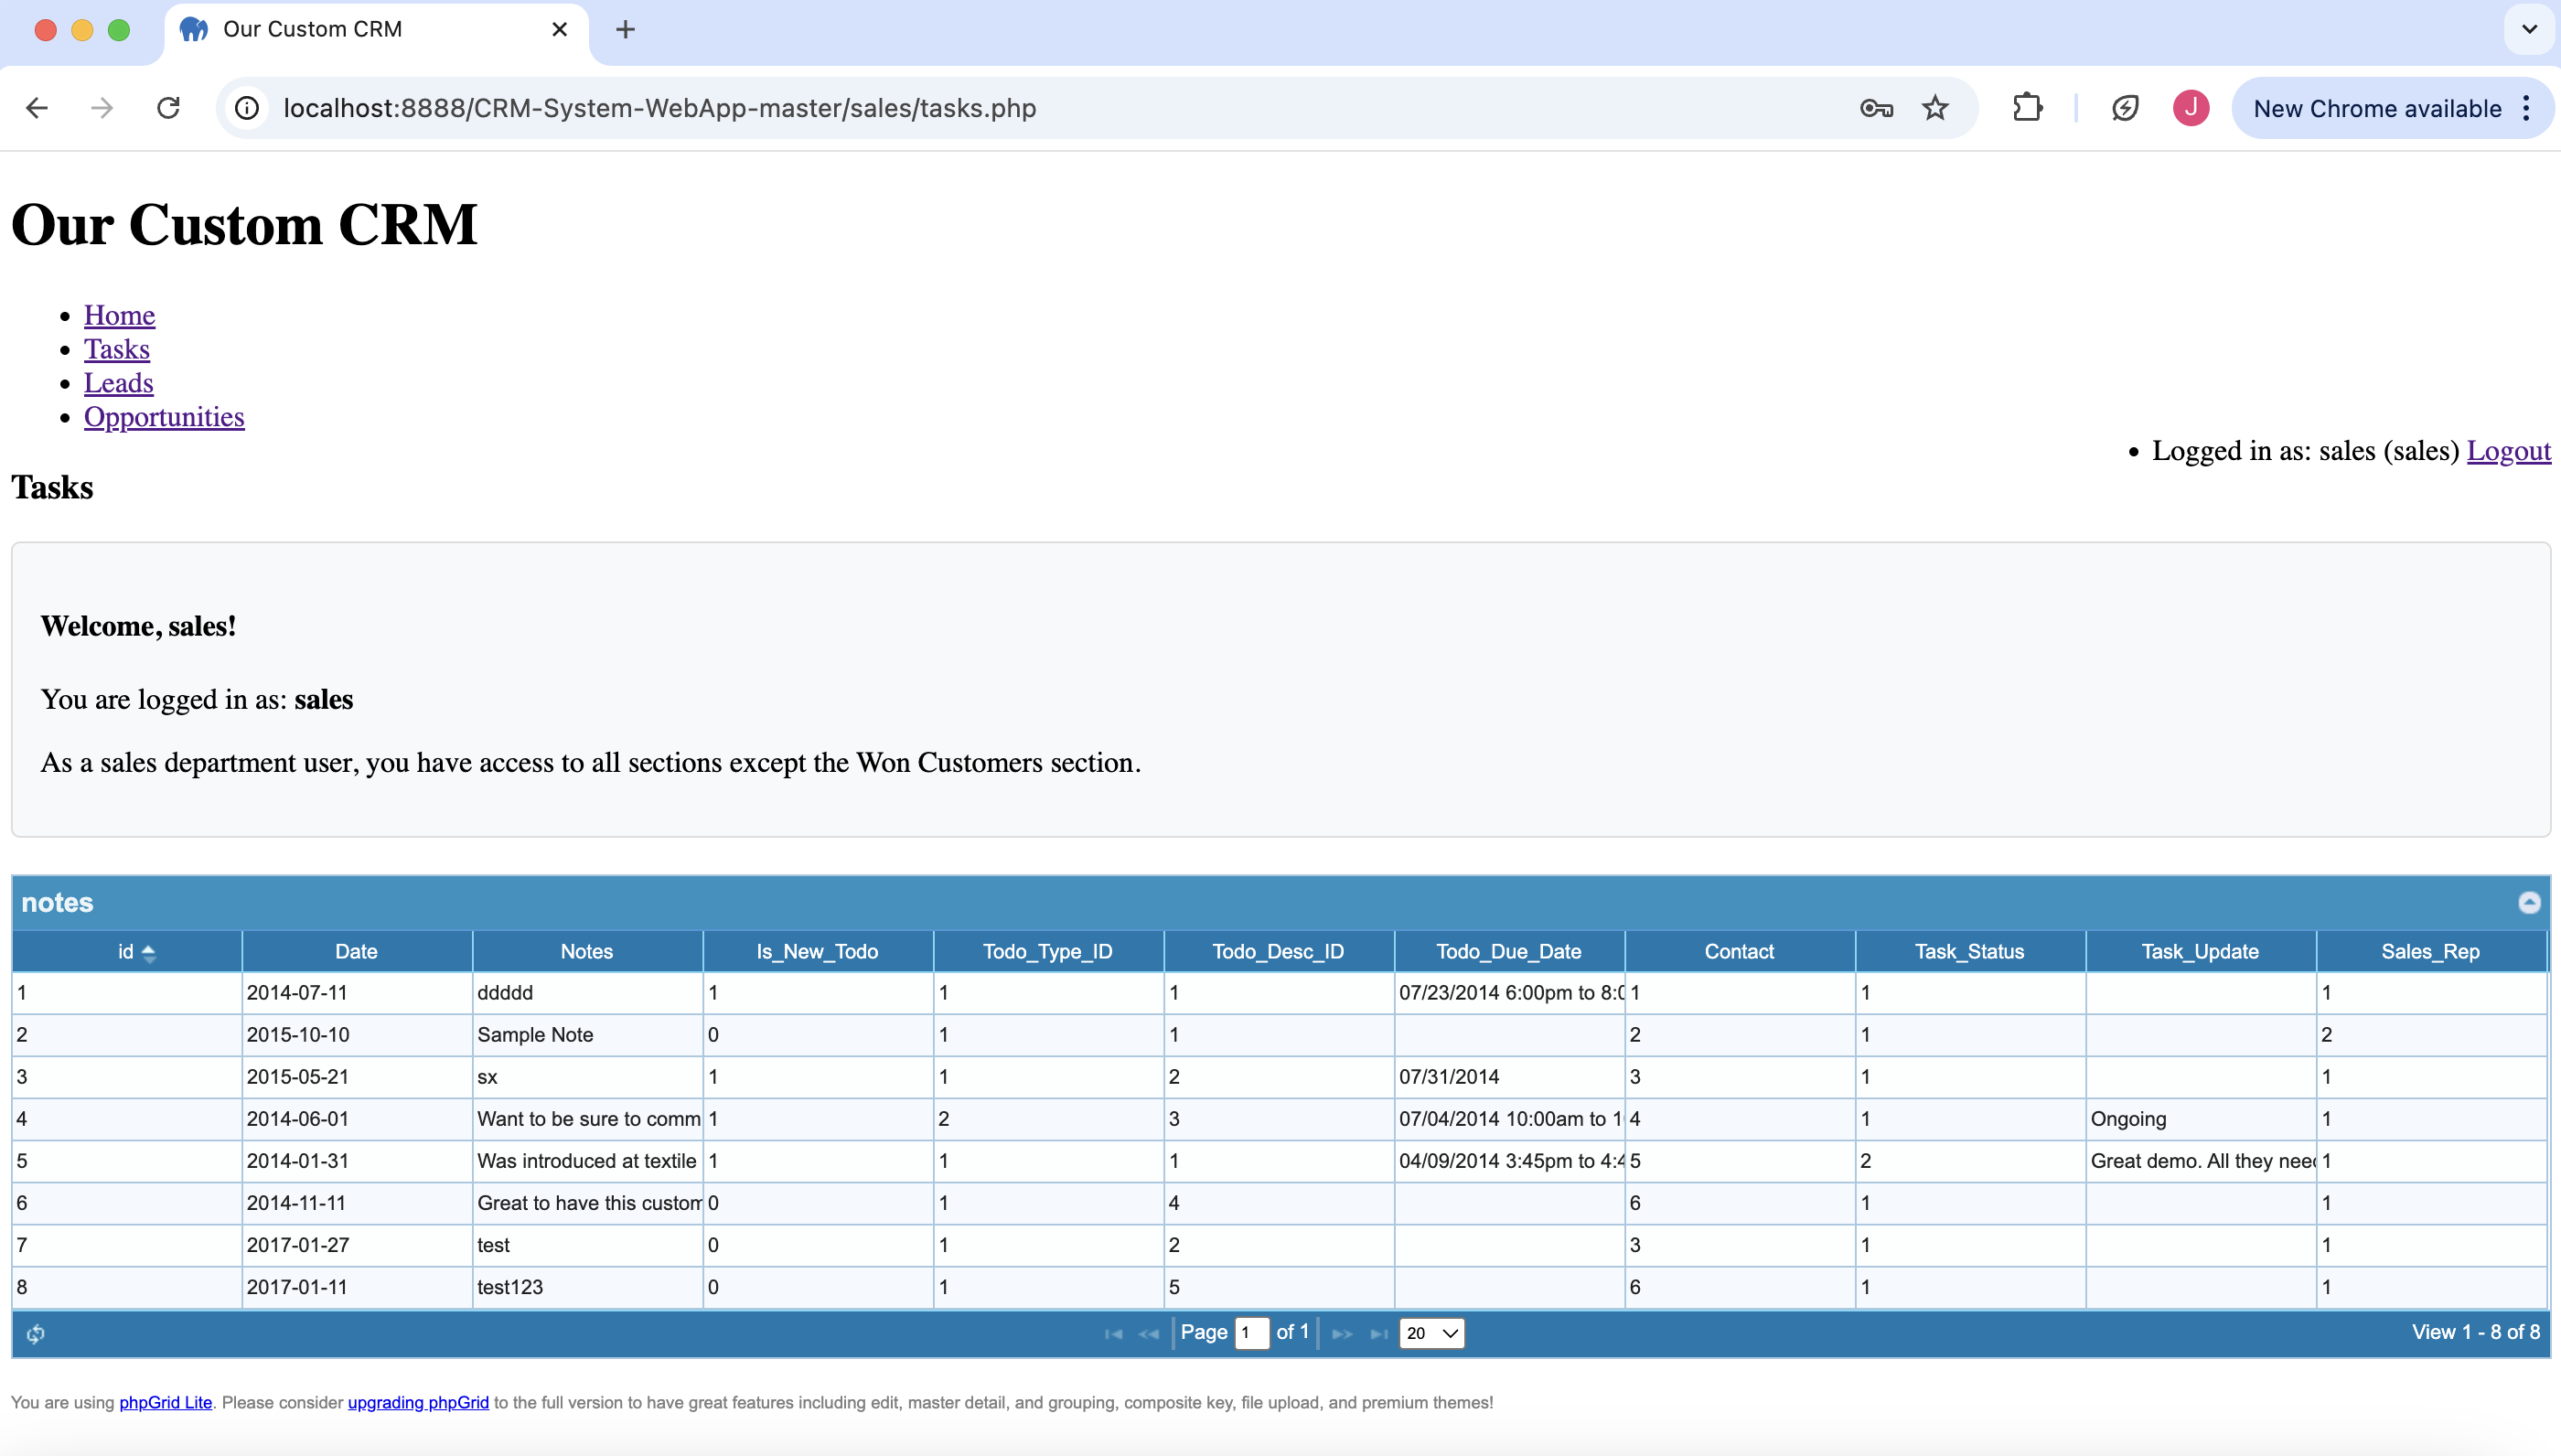 Our Custom CRM
localhost:8888/CRM-System-WebApp-master/sales/tasks.php
J
New Chrome available
Our Custom CRM
Home
Tasks
Leads
Opportunities
Logged in as: sales (sales) Logout
Tasks
Welcome, sales!
You are logged in as: sales
As a sales department user, you have access to all sections except the Won Customers section.
notes
id Date Notes Is_New_Todo Todo_Type_ID Todo_Desc_ID Todo_Due_Date Contact Task_Status Task_Update Sales_Rep
1 2014-07-11 ddddd 1 1 1 07/23/2014 6:00pm to 8:0 1 1 1
2 2015-10-10 Sample Note 0 1 1 2 1 2
3 2015-05-21 sx 1 1 2 07/31/2014 3 1 1
4 2014-06-01 Want to be sure to comm 1 2 3 07/04/2014 10:00am to 1 4 1 Ongoing 1
5 2014-01-31 Was introduced at textile 1 1 1 04/09/2014 3:45pm to 4:4 5 2 Great demo. All they nee 1
6 2014-11-11 Great to have this custom 0 1 4 6 1 1
7 2017-01-27 test 0 1 2 3 1 1
8 2017-01-11 test123 0 1 5 6 1 1
Page 1 of 1 20 View 1 - 8 of 8
You are using phpGrid Lite. Please consider upgrading phpGrid to the full version to have great features including edit, master detail, and grouping, composite key, file upload, and premium themes!